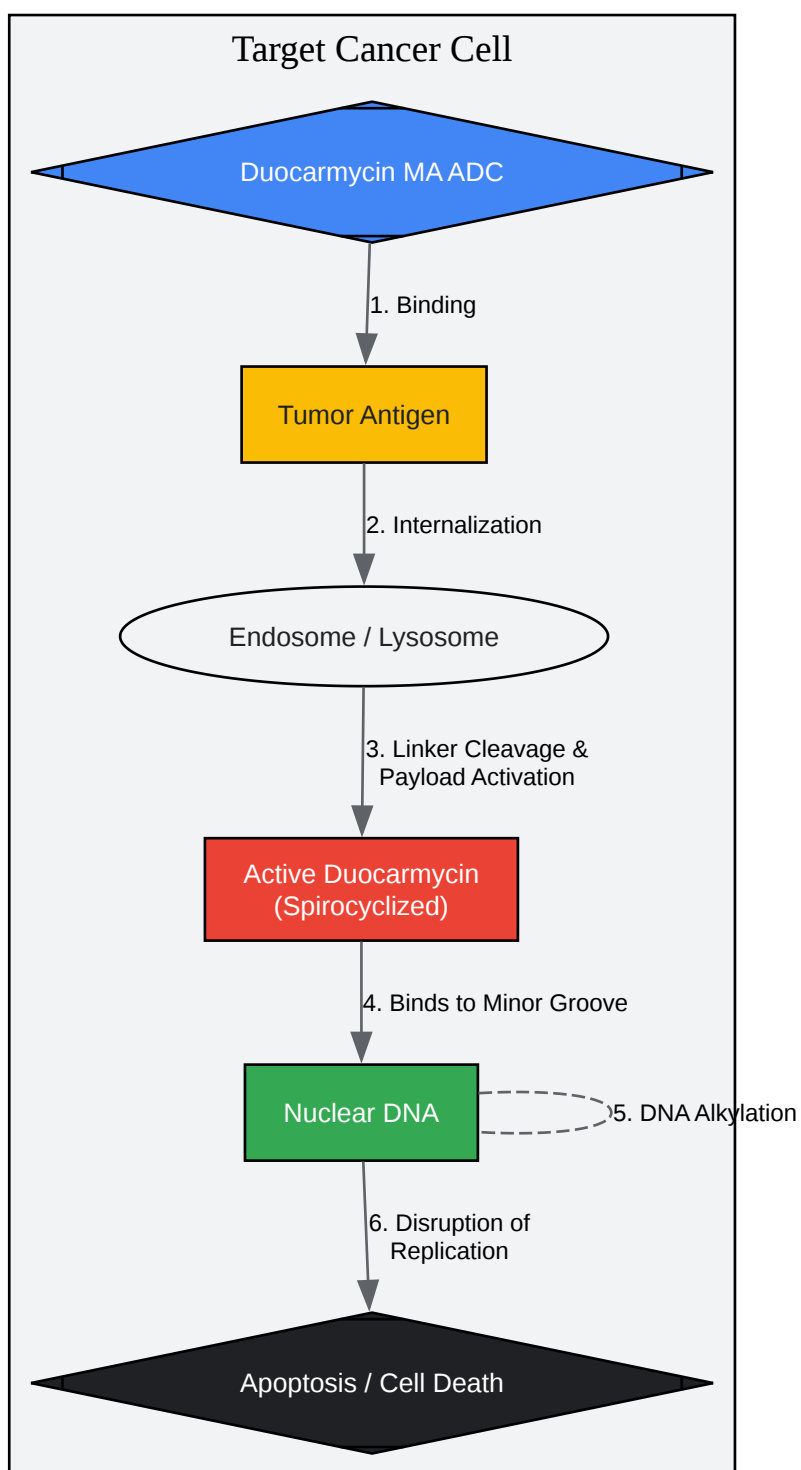 Target Cancer Cell
Duocarmycin MA ADC
1. Binding
Tumor Antigen
2. Internalization
Endosome / Lysosome
3. Linker Cleavage &
Payload Activation
Active Duocarmycin
(Spirocyclized)
4. Binds to Minor Groove
Nuclear DNA
5. DNA Alkylation
6. Disruption of
Replication
Apoptosis / Cell Death